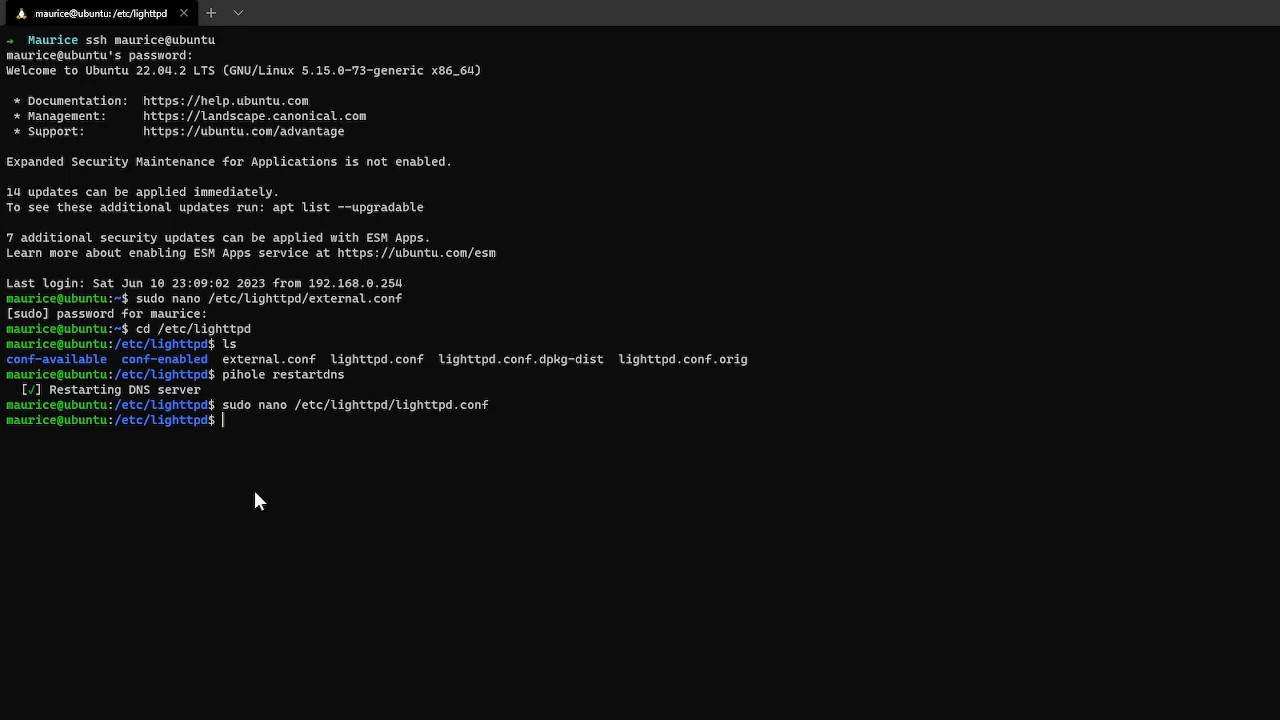 maurice@ubuntu: /etc/lighttpd
→ Maurice ssh maurice@ubuntu
maurice@ubuntu's password:
Welcome to Ubuntu 22.04.2 LTS (GNU/Linux 5.15.0-73-generic x86_64)
* Documentation:  https://help.ubuntu.com
* Management:     https://landscape.canonical.com
* Support:        https://ubuntu.com/advantage
Expanded Security Maintenance for Applications is not enabled.
14 updates can be applied immediately.
To see these additional updates run: apt list --upgradable
7 additional security updates can be applied with ESM Apps.
Learn more about enabling ESM Apps service at https://ubuntu.com/esm
Last login: Sat Jun 10 23:09:02 2023 from 192.168.0.254
maurice@ubuntu:~$ sudo nano /etc/lighttpd/external.conf
[sudo] password for maurice:
maurice@ubuntu:~$ cd /etc/lighttpd
maurice@ubuntu:/etc/lighttpd$ ls
conf-available  conf-enabled  external.conf  lighttpd.conf  lighttpd.conf.dpkg-dist  lighttpd.conf.orig
maurice@ubuntu:/etc/lighttpd$ pihole restartdns
[✓] Restarting DNS server
maurice@ubuntu:/etc/lighttpd$ sudo nano /etc/lighttpd/lighttpd.conf
maurice@ubuntu:/etc/lighttpd$